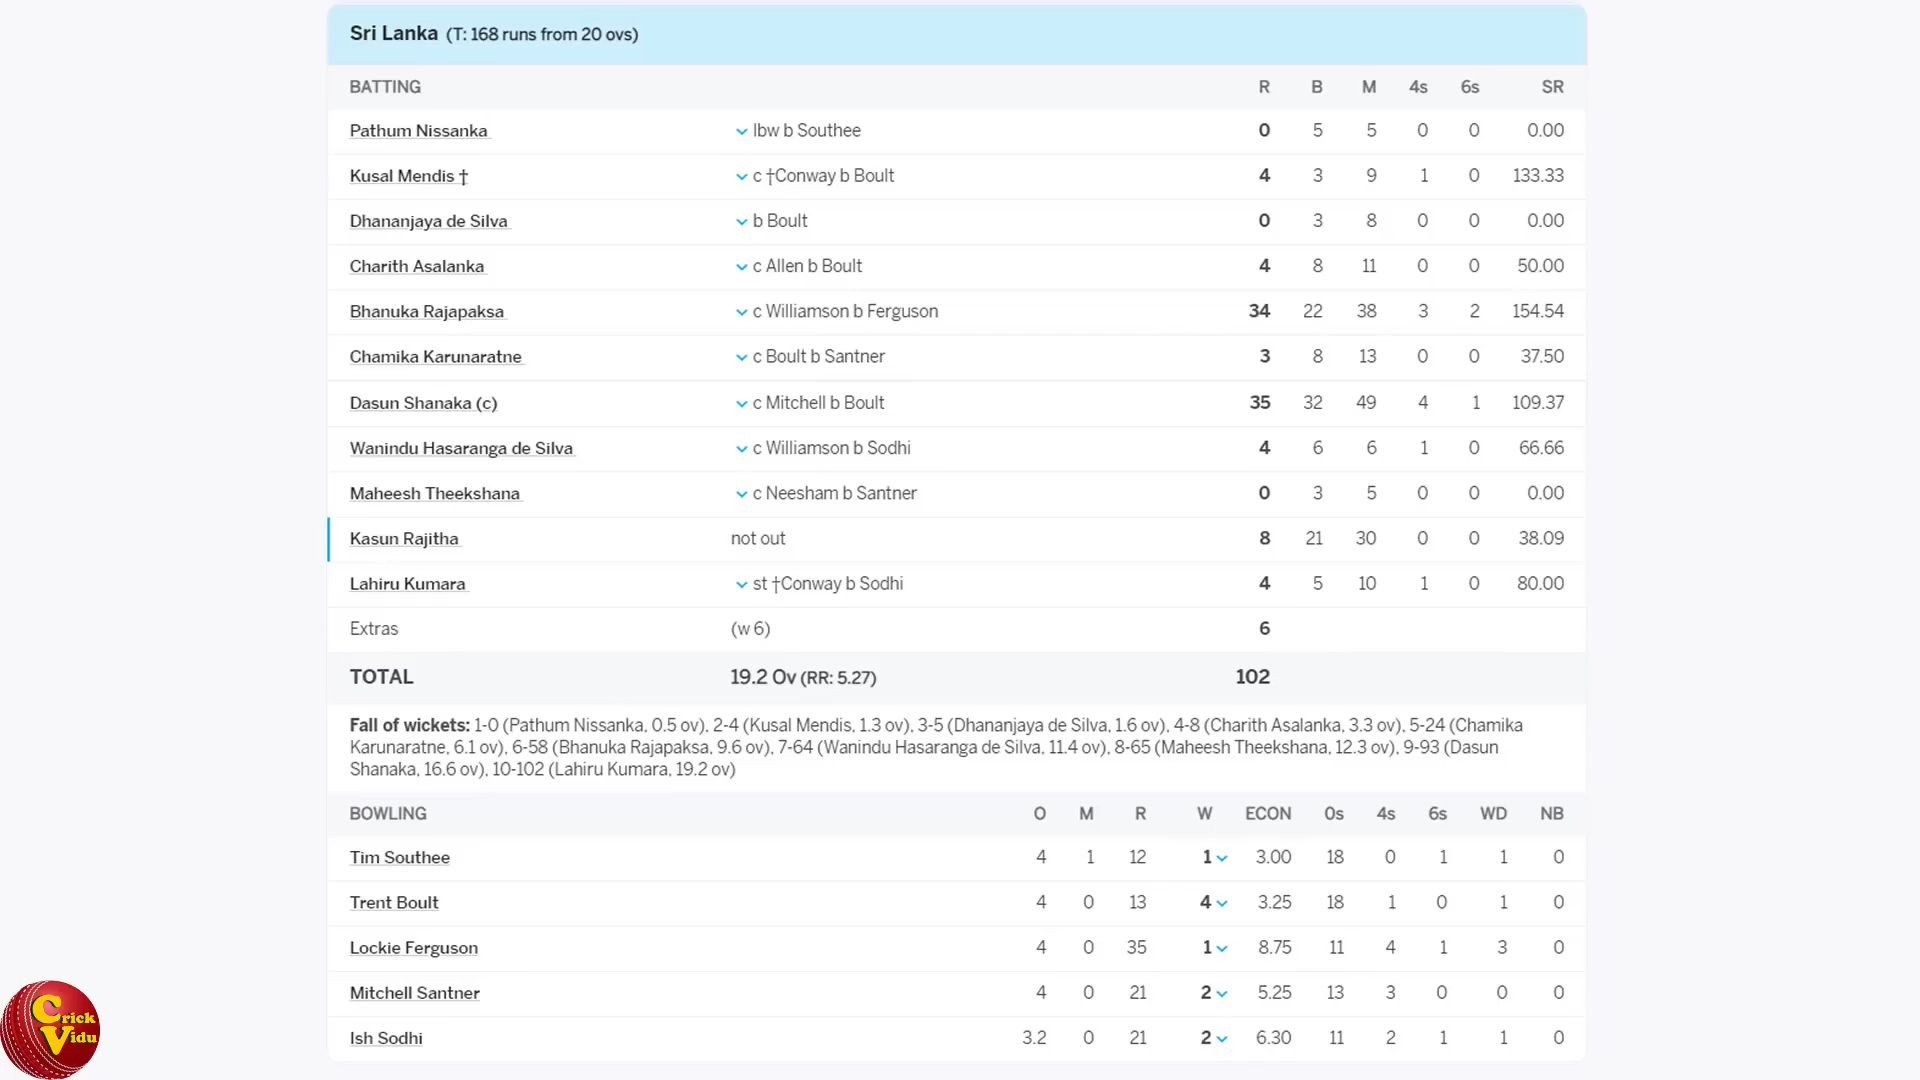 Sri Lanka (T: 168 runs from 20 ovs)
BATTING R B M 4s 6s SR
Pathum Nissanka lbw b Southee 0 5 5 0 0 0.00
Kusal Mendis † c †Conway b Boult 4 3 9 1 0 133.33
Dhananjaya de Silva b Boult 0 3 8 0 0 0.00
Charith Asalanka c Allen b Boult 4 8 11 0 0 50.00
Bhanuka Rajapaksa c Williamson b Ferguson 34 22 38 3 2 154.54
Chamika Karunaratne c Boult b Santner 3 8 13 0 0 37.50
Dasun Shanaka (c) c Mitchell b Boult 35 32 49 4 1 109.37
Wanindu Hasaranga de Silva c Williamson b Sodhi 4 6 6 1 0 66.66
Maheesh Theekshana c Neesham b Santner 0 3 5 0 0 0.00
Kasun Rajitha not out 8 21 30 0 0 38.09
Lahiru Kumara st †Conway b Sodhi 4 5 10 1 0 80.00
Extras (w 6) 6
TOTAL 19.2 Ov (RR: 5.27) 102
Fall of wickets: 1-0 (Pathum Nissanka, 0.5 ov), 2-4 (Kusal Mendis, 1.3 ov), 3-5 (Dhananjaya de Silva, 1.6 ov), 4-8 (Charith Asalanka, 3.3 ov), 5-24 (Chamika
Karunaratne, 6.1 ov), 6-58 (Bhanuka Rajapaksa, 9.6 ov), 7-64 (Wanindu Hasaranga de Silva, 11.4 ov), 8-65 (Maheesh Theekshana, 12.3 ov), 9-93 (Dasun
Shanaka, 16.6 ov), 10-102 (Lahiru Kumara, 19.2 ov)
BOWLING O M R W ECON 0s 4s 6s WD NB
Tim Southee 4 1 12 1 3.00 18 0 1 1 0
Trent Boult 4 0 13 4 3.25 18 1 0 1 0
Lockie Ferguson 4 0 35 1 8.75 11 4 1 3 0
Mitchell Santner 4 0 21 2 5.25 13 3 0 0 0
Ish Sodhi 3.2 0 21 2 6.30 11 2 1 1 0
Crick
Vidu